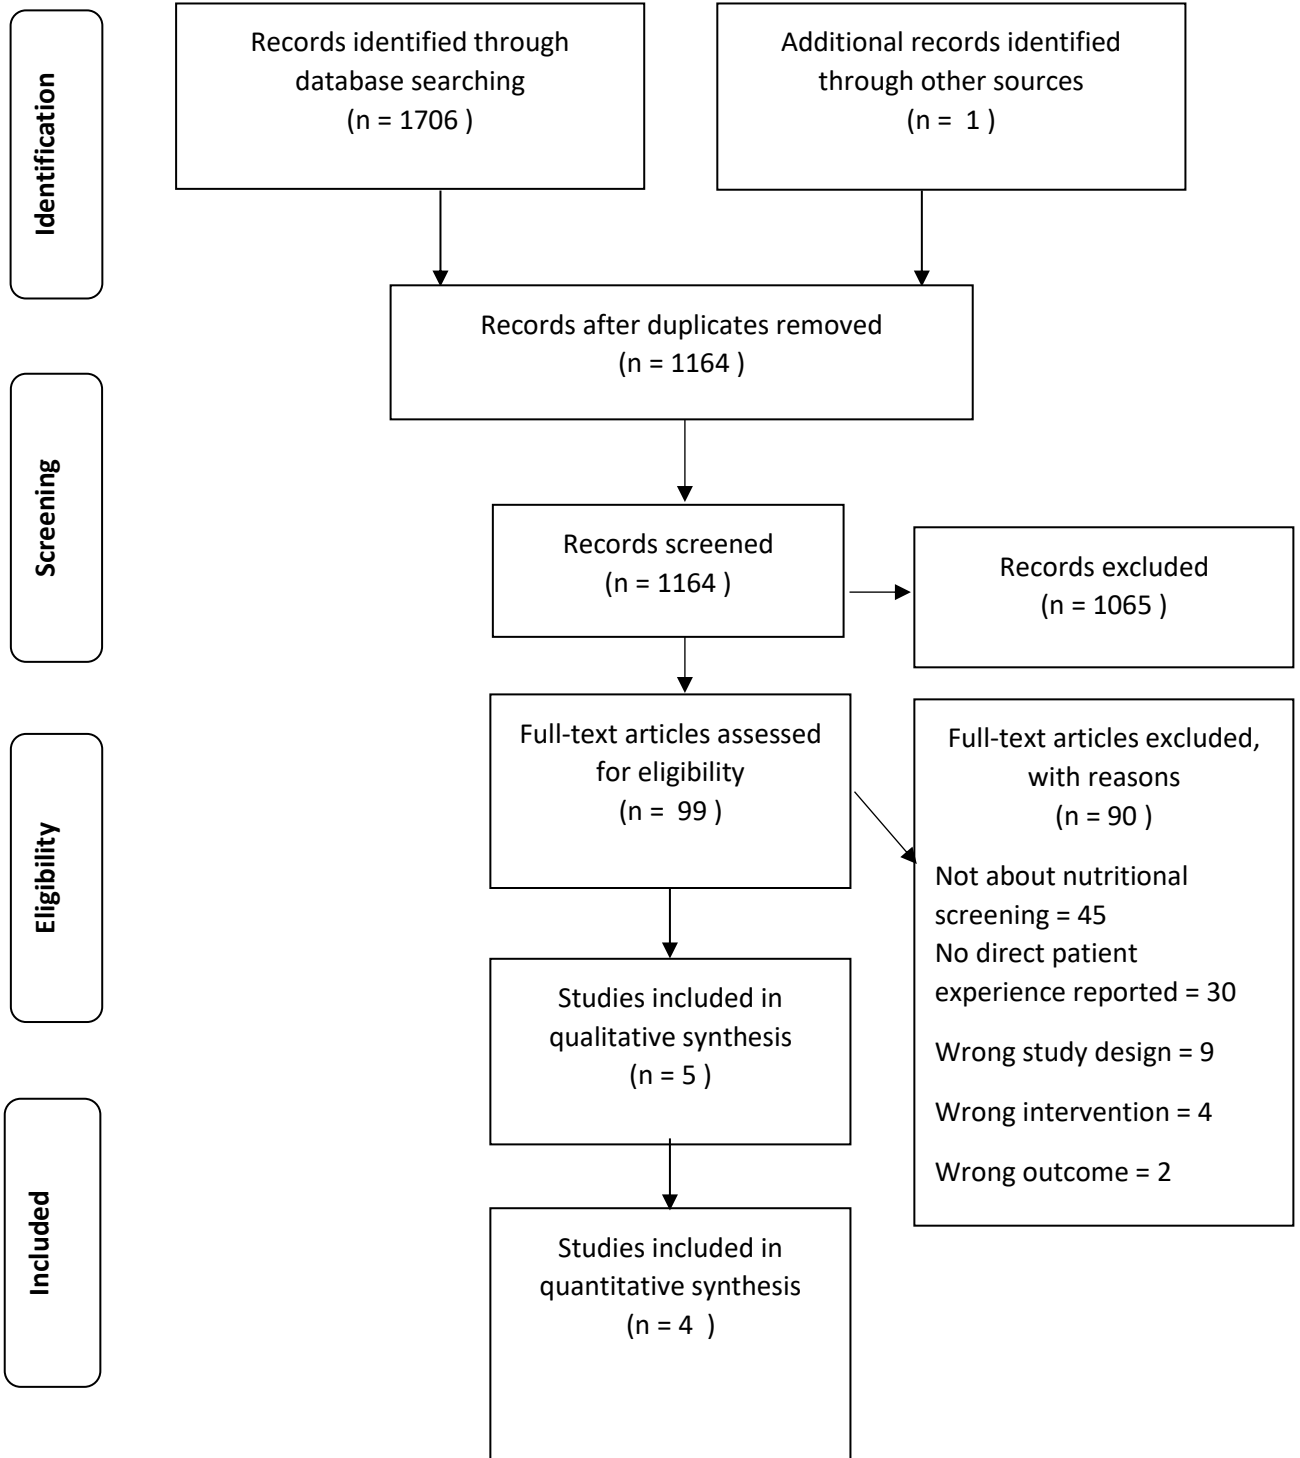 Identification
Records identified through
database searching
(n = 1706 )
Additional records identified
through other sources
(n =  1 )
Records after duplicates removed
(n = 1164 )
Screening
Records screened
(n = 1164 )
Records excluded
(n = 1065 )
Eligibility
Full-text articles assessed
for eligibility
(n =  99 )
Full-text articles excluded,
with reasons
(n = 90 )
Not about nutritional
screening = 45
No direct patient
experience reported = 30
Wrong study design = 9
Wrong intervention = 4
Wrong outcome = 2
Studies included in
qualitative synthesis
(n = 5 )
Included
Studies included in
quantitative synthesis
(n = 4  )